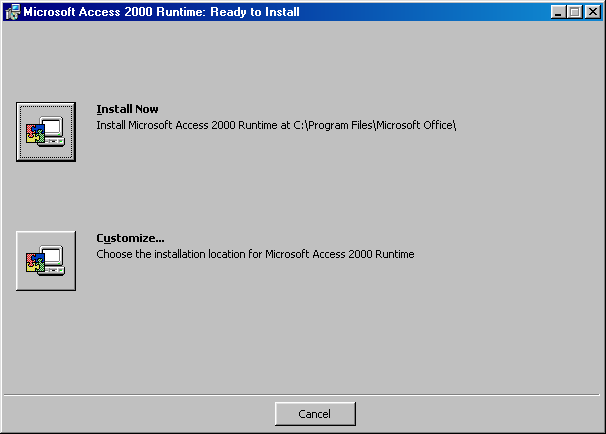 Microsoft Access 2000 Runtime: Ready to Install
Install Now
Install Microsoft Access 2000 Runtime at C:\Program Files\Microsoft Office\
Customize...
Choose the installation location for Microsoft Access 2000 Runtime
Cancel